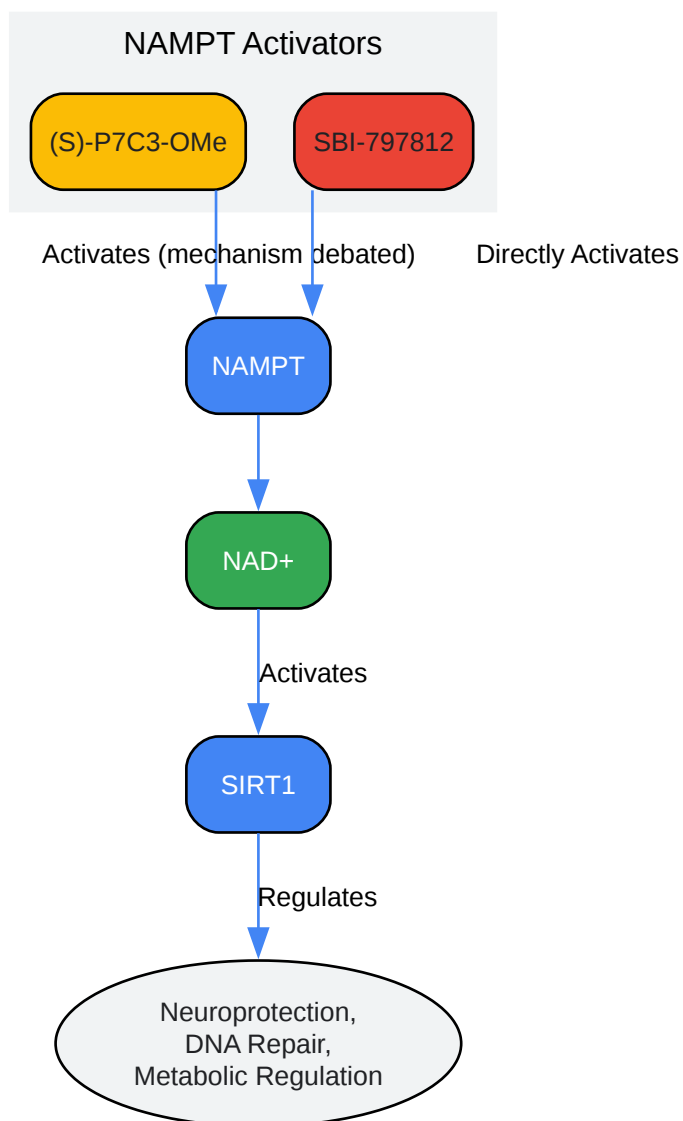 NAMPT Activators
(S)-P7C3-OMe
SBI-797812
Activates (mechanism debated)
Directly Activates
NAMPT
NAD+
Activates
SIRT1
Regulates
Neuroprotection,
DNA Repair,
Metabolic Regulation